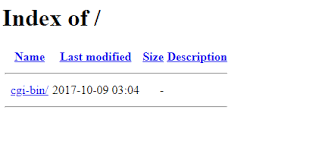 Index of /
Name Last modified Size Description
cgi-bin/ 2017-10-09 03:04 -